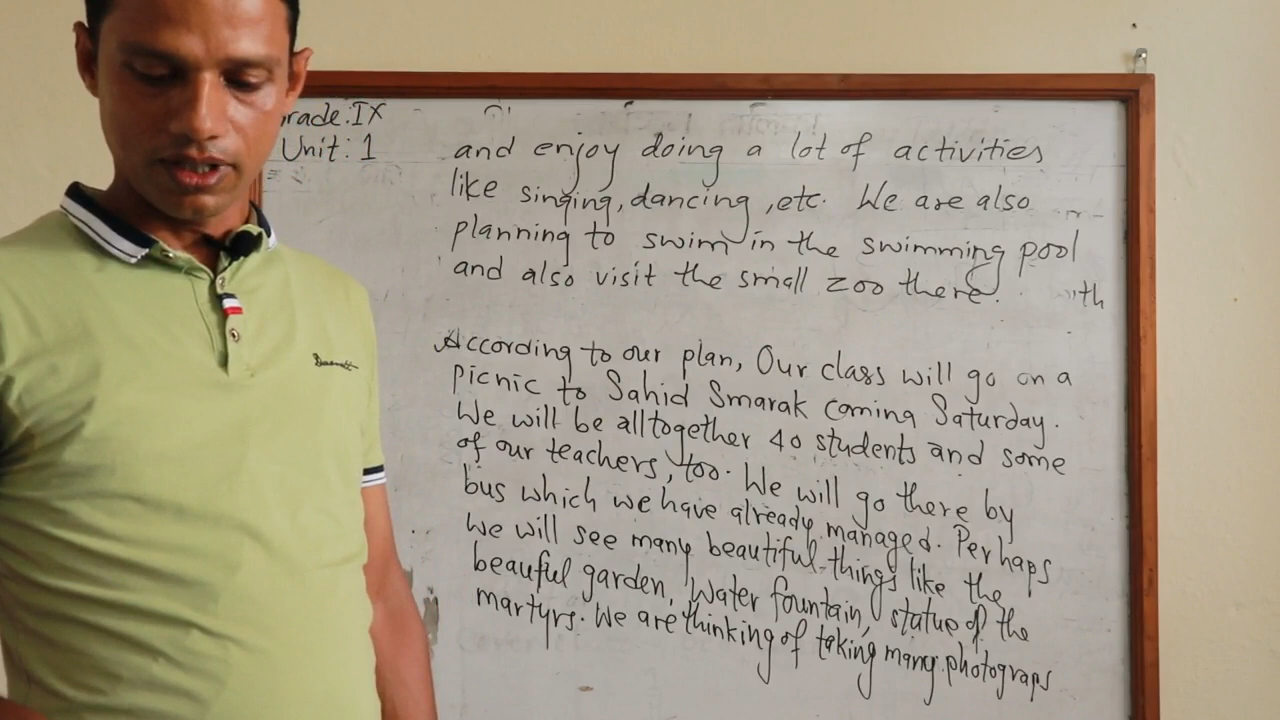 rade: IX
Unit: 1
and enjoy doing a lot of activities
like singing, dancing, etc. We are also
planning to swim in the swimming pool
and also visit the small zoo there.
th
According to our plan, Our class will go on a
picnic to Sahid Smarak coming Saturday.
We will be alltogether 40 students and some
of our teachers, too. We will go there by
bus which we have already managed. Perhaps
we will see many beautiful things like the
beauful garden, Water fountain, statue of the
martyrs. We are thinking of taking many photograps